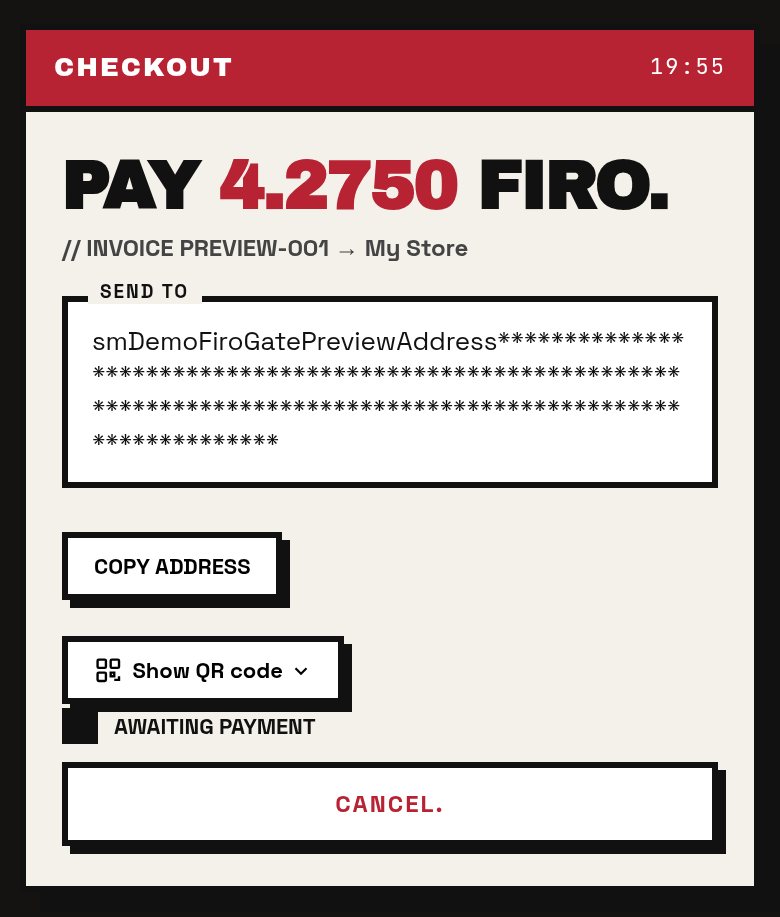 CHECKOUT
19:55
PAY 4.2750 FIRO.
// INVOICE PREVIEW-001 → My Store
SEND TO
smDemoFiroGatePreviewAddress**************
********************************************
********************************************
**************
COPY ADDRESS
Show QR code
AWAITING PAYMENT
CANCEL.